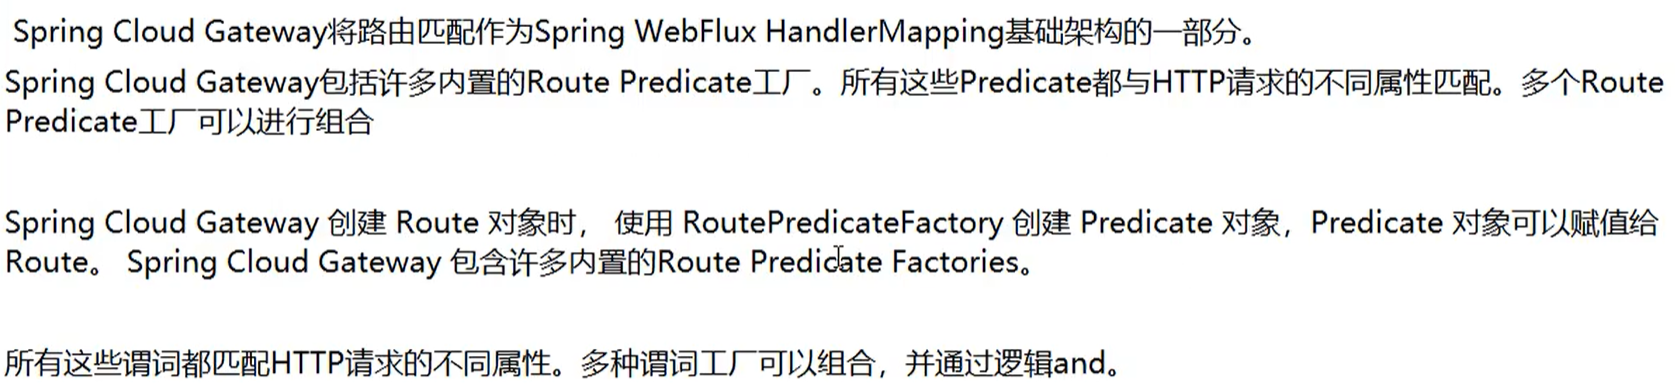 Spring Cloud Gateway将路由匹配作为Spring WebFlux HandlerMapping基础架构的一部分。
Spring Cloud Gateway包括许多内置的Route Predicate工厂。所有这些Predicate都与HTTP请求的不同属性匹配。多个Route
Predicate工厂可以进行组合
Spring Cloud Gateway 创建 Route 对象时， 使用 RoutePredicateFactory 创建 Predicate 对象，Predicate 对象可以赋值给
Route。 Spring Cloud Gateway 包含许多内置的Route Predicate Factories。
所有这些谓词都匹配HTTP请求的不同属性。多种谓词工厂可以组合，并通过逻辑and。